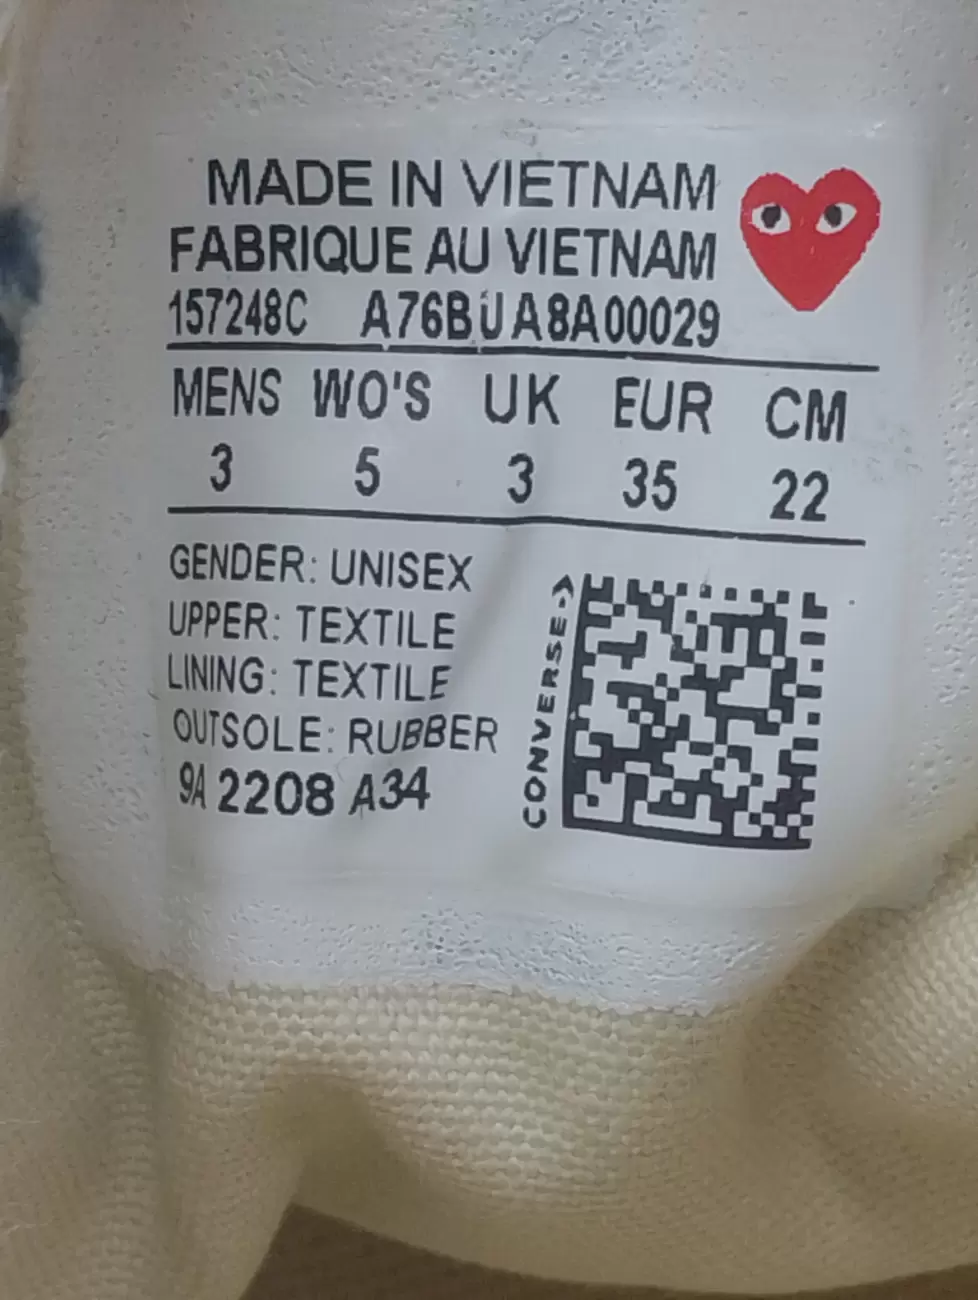 MADE IN VIETNAM
FABRIQUE AU VIETNAM
157248C A76BUA8A00029
MENS WO'S UK EUR CM
3 5 3 35 22
GENDER: UNISEX
UPPER: TEXTILE
LINING: TEXTILE
OUTSOLE: RUBBER
9A 2208 A34
CONVERSE